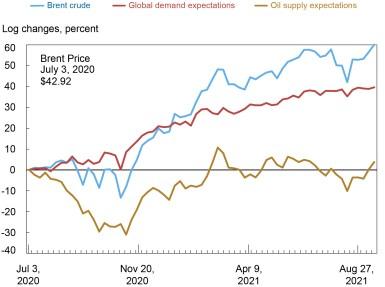 Brent crude Global demand expectations Oil supply expectations
Log changes, percent
60
50
40
30
20
10
0
-10
-20
-30
-40
Brent Price
July 3, 2020
$42.92
Jul 3, Nov 20, Apr 9, Aug 27,
2020 2020 2021 2021